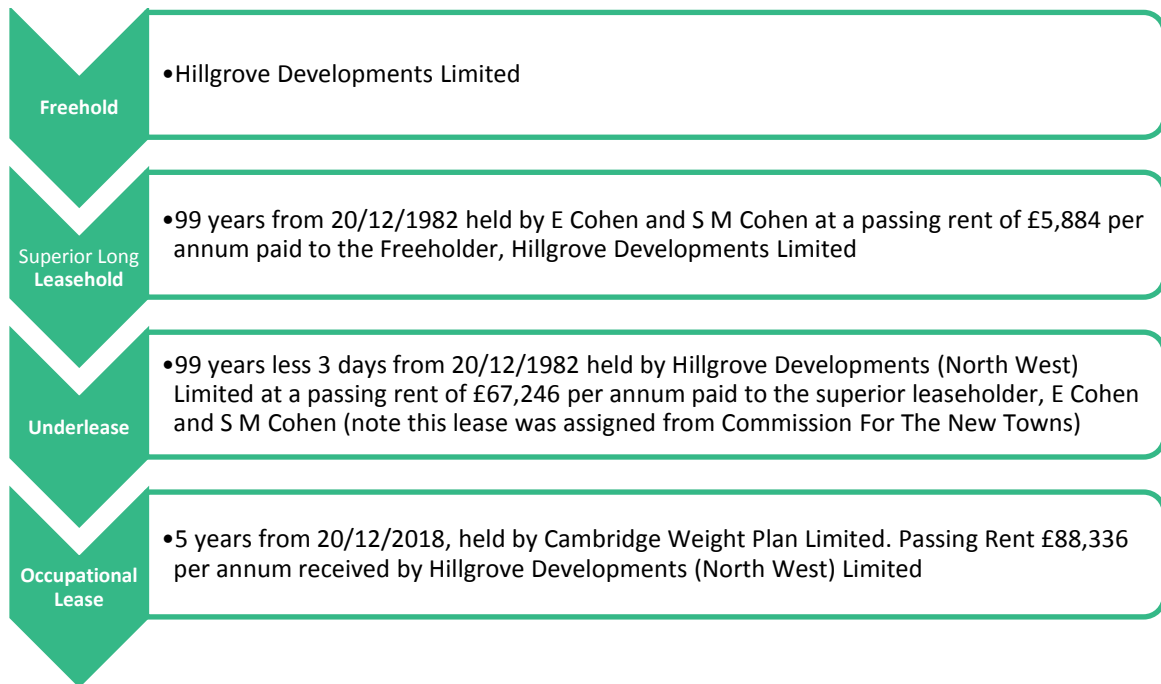 Freehold
•Hillgrove Developments Limited
Superior Long
Leasehold
•99 years from 20/12/1982 held by E Cohen and S M Cohen at a passing rent of £5,884 per
annum paid to the Freeholder, Hillgrove Developments Limited
Underlease
•99 years less 3 days from 20/12/1982 held by Hillgrove Developments (North West)
Limited at a passing rent of £67,246 per annum paid to the superior leaseholder, E Cohen
and S M Cohen (note this lease was assigned from Commission For The New Towns)
Occupational
Lease
•5 years from 20/12/2018, held by Cambridge Weight Plan Limited. Passing Rent £88,336
per annum received by Hillgrove Developments (North West) Limited